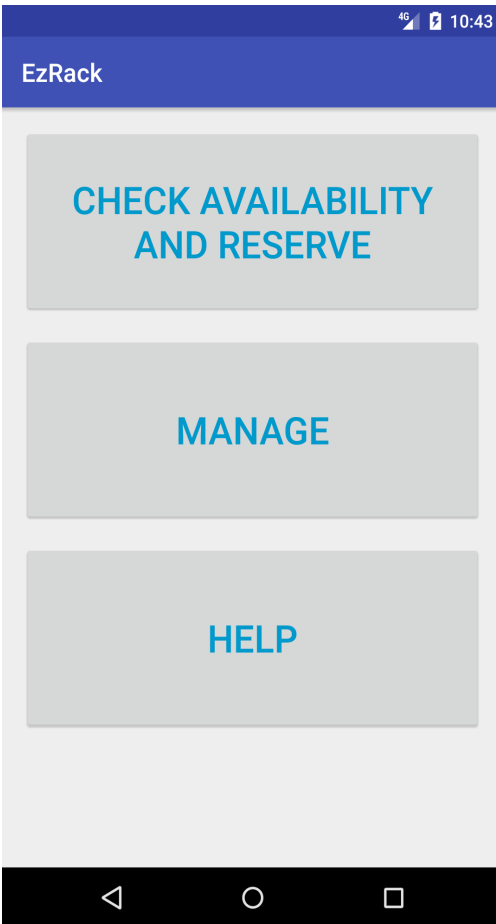 4G 10:43
EzRack
CHECK AVAILABILITY
AND RESERVE
MANAGE
HELP